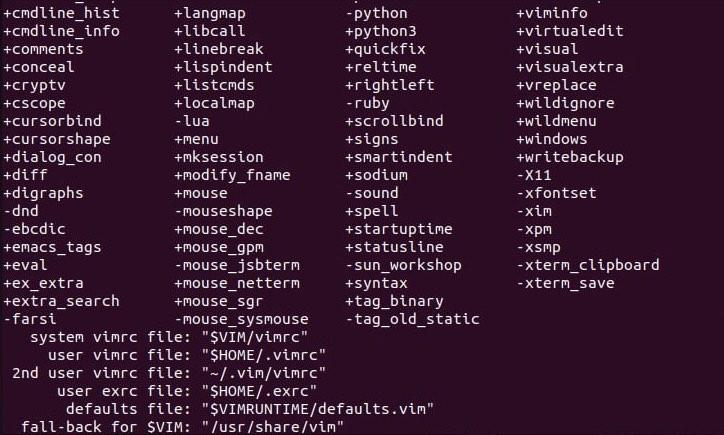 +cmdline_hist +langmap -python +viminfo
+cmdline_info +libcall +python3 +virtualedit
+comments +linebreak +quickfix +visual
+conceal +lispindent +reltime +visualextra
+cryptv +listcmds +rightleft +vreplace
+cscope +localmap -ruby +wildignore
+cursorbind -lua +scrollbind +wildmenu
+cursorshape +menu +signs +windows
+dialog_con +mksession +smartindent +writebackup
+diff +modify_fname +sodium -X11
+digraphs +mouse -sound -xfontset
-dnd -mouseshape +spell -xim
-ebcdic +mouse_dec +startuptime -xpm
+emacs_tags +mouse_gpm +statusline -xsmp
+eval -mouse_jsbterm -sun_workshop -xterm_clipboard
+ex_extra +mouse_netterm +syntax -xterm_save
+extra_search +mouse_sgr +tag_binary
-farsi -mouse_sysmouse -tag_old_static
system vimrc file: "$VIM/vimrc"
user vimrc file: "$HOME/.vimrc"
2nd user vimrc file: "~/.vim/vimrc"
user exrc file: "$HOME/.exrc"
defaults file: "$VIMRUNTIME/defaults.vim"
fall-back for $VIM: "/usr/share/vim"